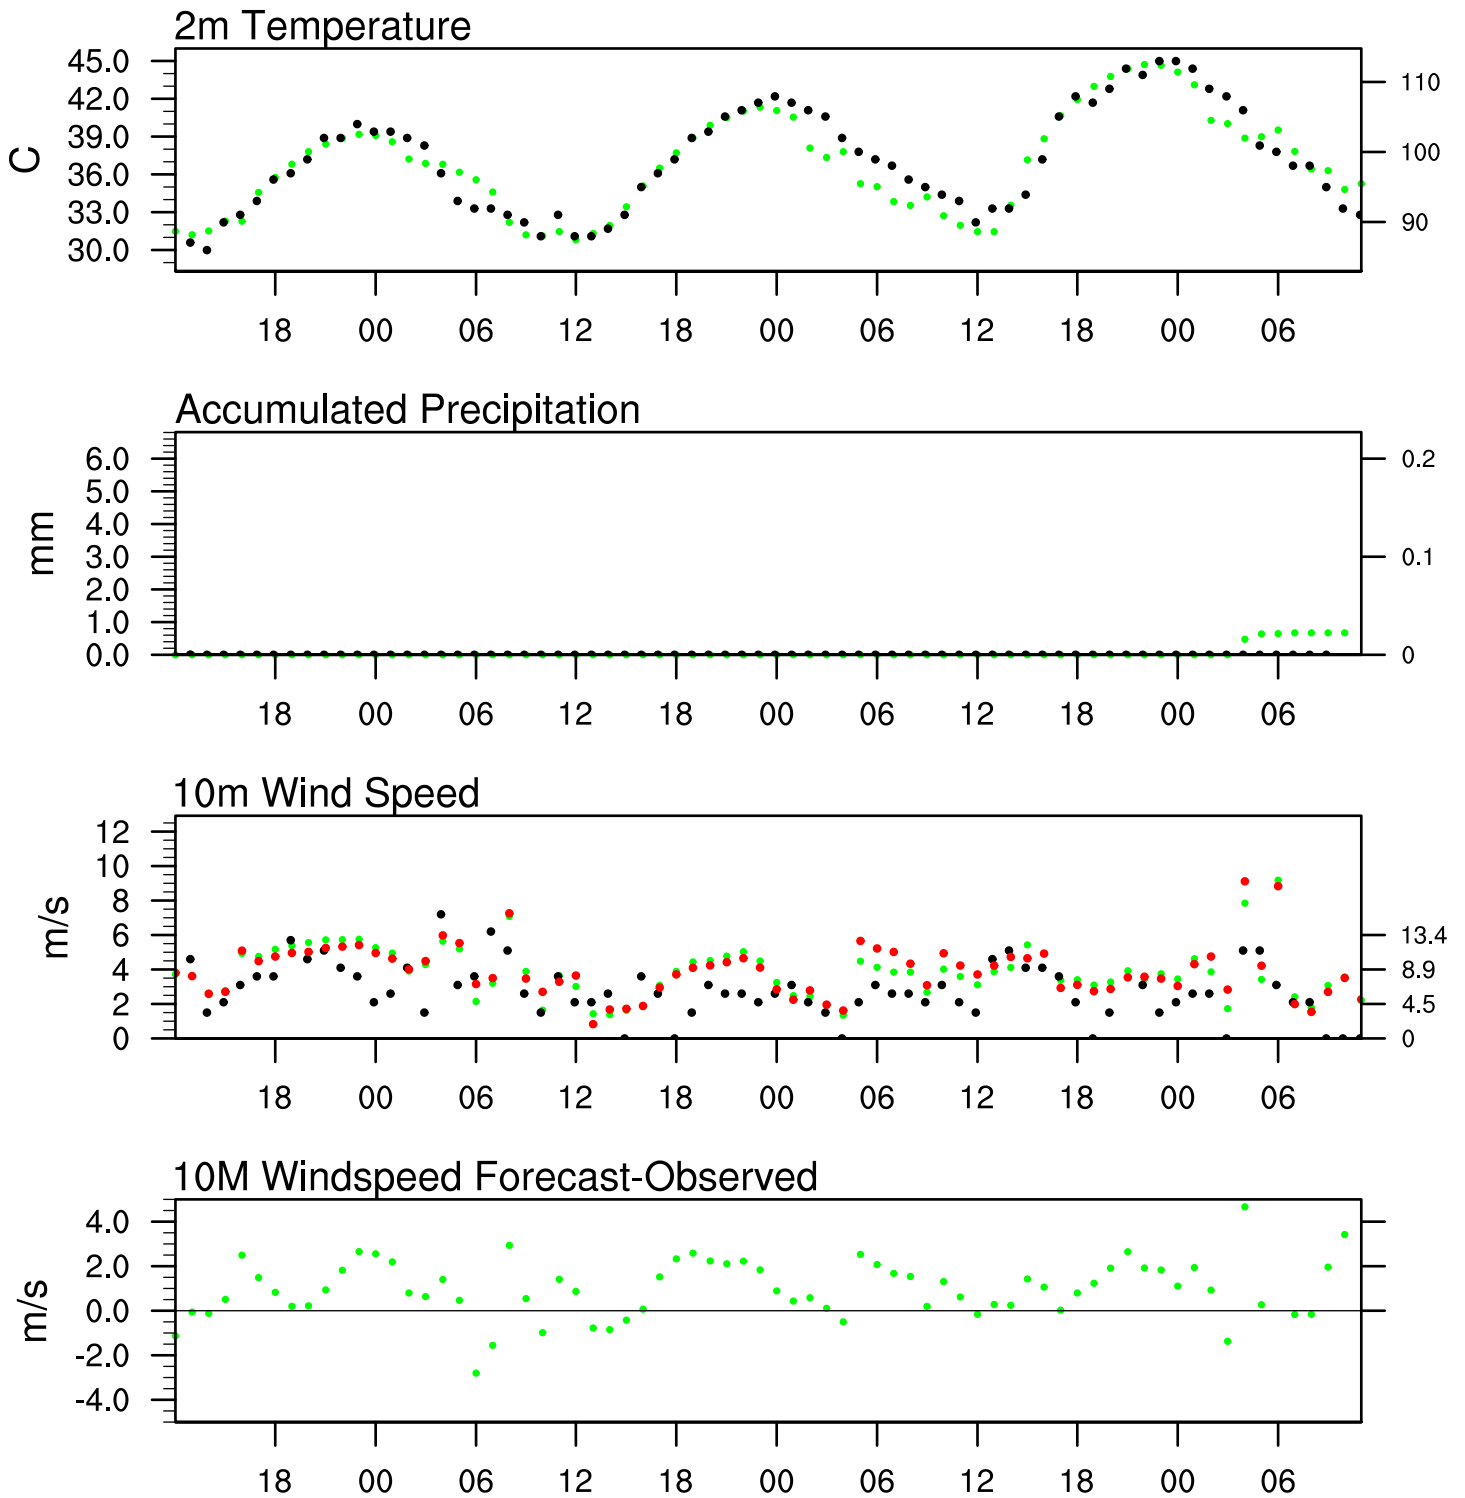 2m Temperature
45.0
42.0
39.0
36.0
33.0
30.0
C
110
100
90
18 00 06 12 18 00 06 12 18 00 06
Accumulated Precipitation
6.0
5.0
4.0
3.0
2.0
1.0
0.0
mm
0.2
0.1
0
18 00 06 12 18 00 06 12 18 00 06
10m Wind Speed
12
10
8
6
4
2
0
m/s
13.4
8.9
4.5
0
18 00 06 12 18 00 06 12 18 00 06
10M Windspeed Forecast-Observed
4.0
2.0
0.0
-2.0
-4.0
m/s
18 00 06 12 18 00 06 12 18 00 06